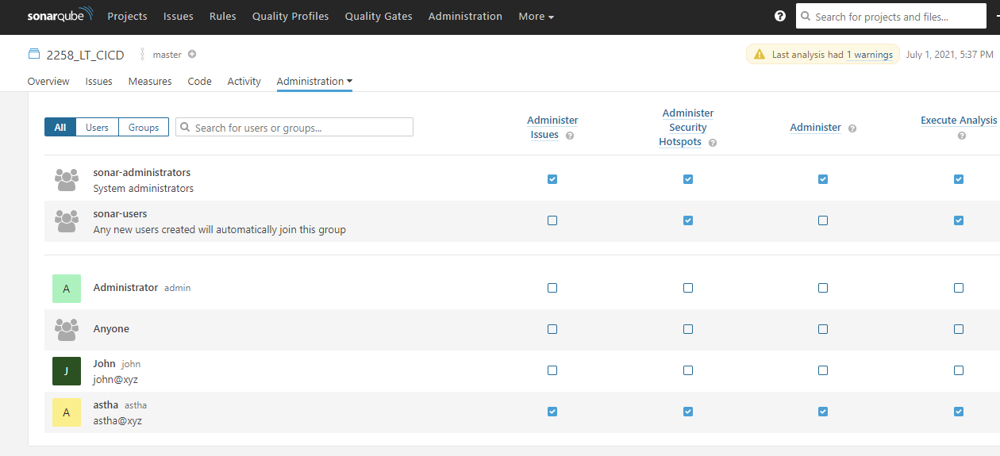 sonarqube Projects Issues Rules Quality Profiles Quality Gates Administration More ? Search for projects and files...
2258_LT_CICD master Last analysis had 1 warnings July 1, 2021, 5:37 PM
Overview Issues Measures Code Activity Administration
All Users Groups Search for users or groups...
Administer
Issues ?
Administer
Security
Hotspots ?
Administer ?
Execute Analysis
?
sonar-administrators
System administrators
sonar-users
Any new users created will automatically join this group
A Administrator admin
Anyone
J John john
john@xyz
A astha astha
astha@xyz